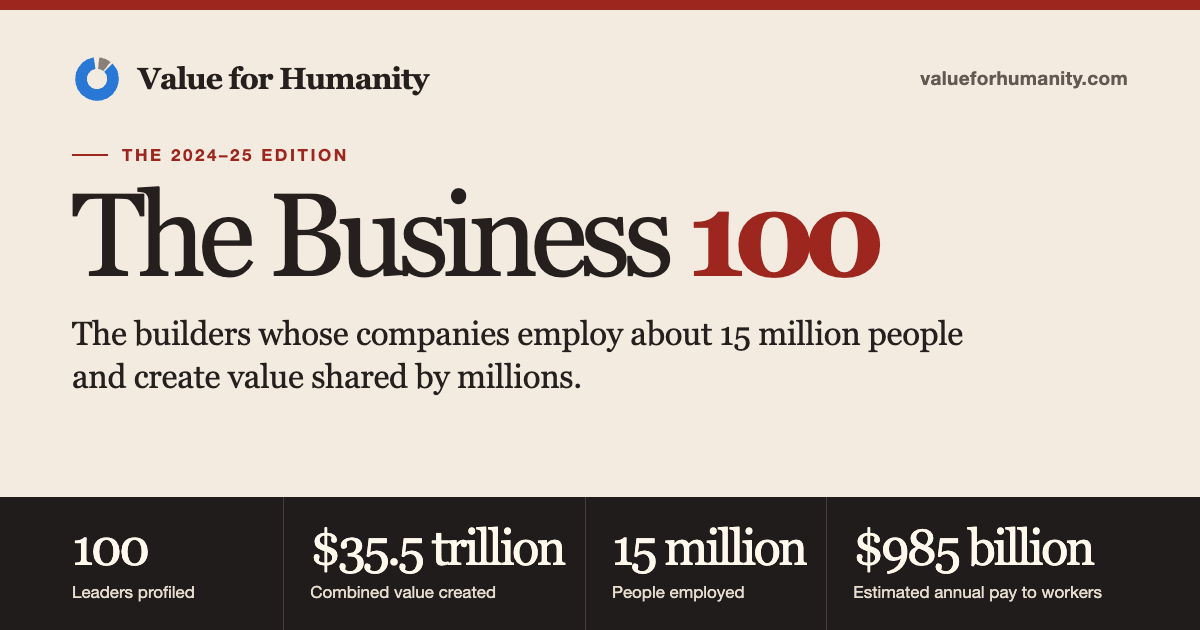 Value for Humanity
valueforhumanity.com
THE 2024–25 EDITION
The Business 100
The builders whose companies employ about 15 million people
and create value shared by millions.
100
Leaders profiled
$35.5 trillion
Combined value created
15 million
People employed
$985 billion
Estimated annual pay to workers